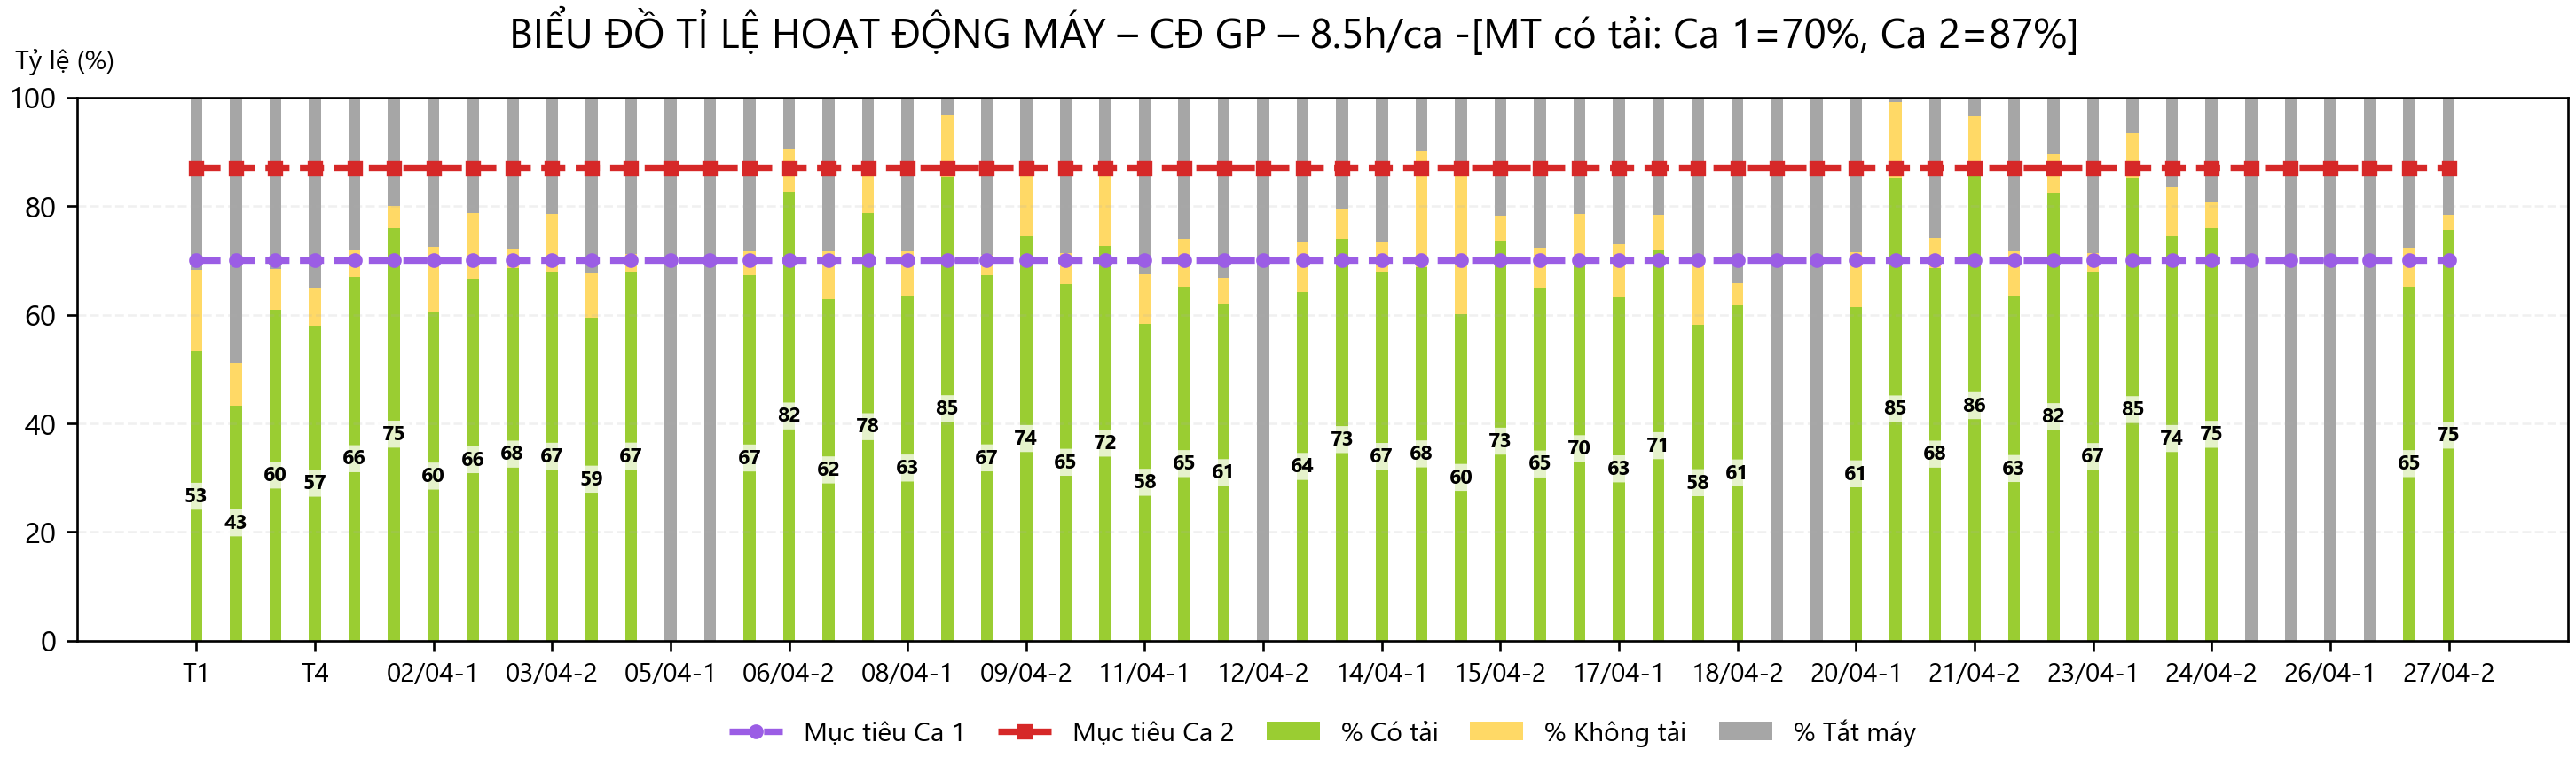 BIỂU ĐỒ TỈ LỆ HOẠT ĐỘNG MÁY – CĐ GP – 8.5h/ca -[MT có tải: Ca 1=70%, Ca 2=87%]
Tỷ lệ (%)
100
80
60
40
20
0
53 43 60 57 66 75 60 66 68 67 59 67 67 82 62 78 63 85 67 74 65 72 58 65 61 64 73 67 68 60 73 65 70 63 71 58 61 61 85 68 86 63 82 67 85 74 75 65 75
T1 T4 02/04-1 03/04-2 05/04-1 06/04-2 08/04-1 09/04-2 11/04-1 12/04-2 14/04-1 15/04-2 17/04-1 18/04-2 20/04-1 21/04-2 23/04-1 24/04-2 26/04-1 27/04-2
Mục tiêu Ca 1 Mục tiêu Ca 2 % Có tải % Không tải % Tắt máy